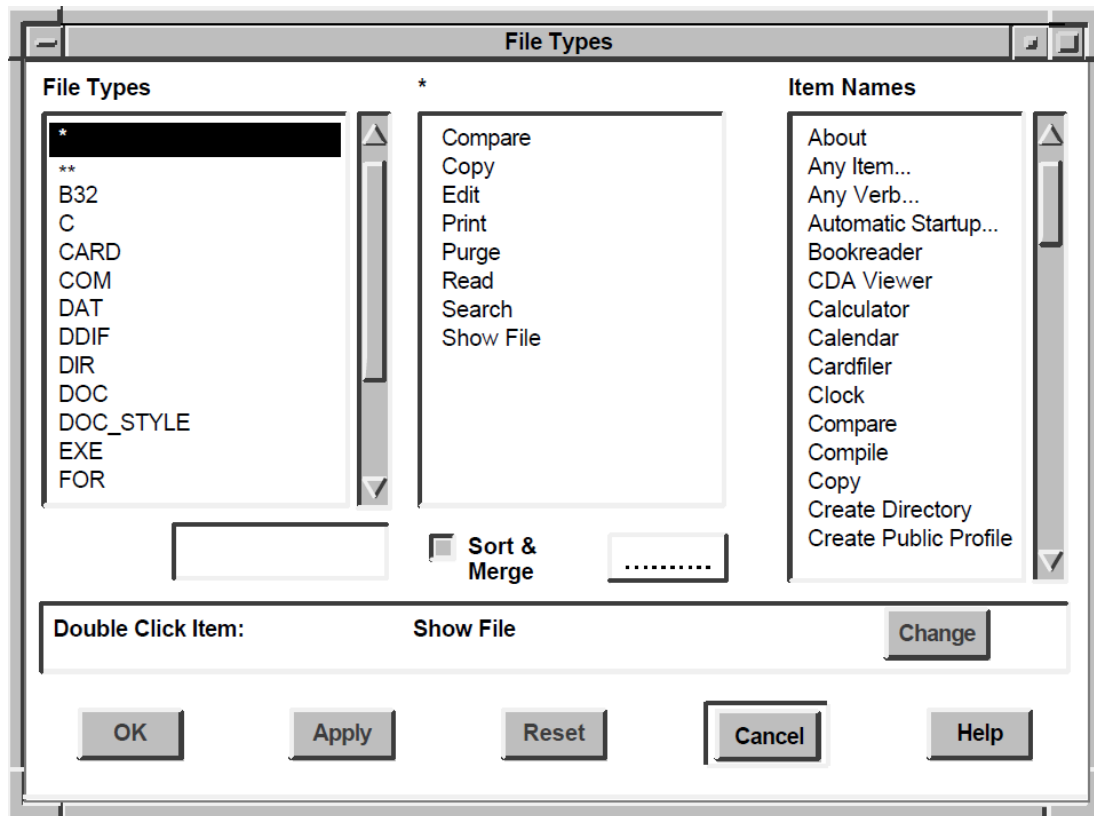 File Types
File Types
*
Item Names
*
**
B32
C
CARD
COM
DAT
DDIF
DIR
DOC
DOC_STYLE
EXE
FOR
Compare
Copy
Edit
Print
Purge
Read
Search
Show File
About
Any Item...
Any Verb...
Automatic Startup...
Bookreader
CDA Viewer
Calculator
Calendar
Cardfiler
Clock
Compare
Compile
Copy
Create Directory
Create Public Profile
Sort &
Merge
..........
Double Click Item: Show File Change
OK Apply Reset Cancel Help